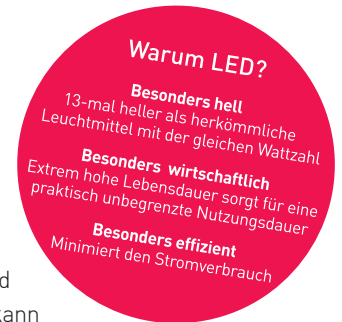 Warum LED?
Besonders hell
13-mal heller als herkömmliche
Leuchtmittel mit der gleichen Wattzahl
Besonders wirtschaftlich
Extrem hohe Lebensdauer sorgt für eine
praktisch unbegrenzte Nutzungsdauer
Besonders effizient
Minimiert den Stromverbrauch
kann